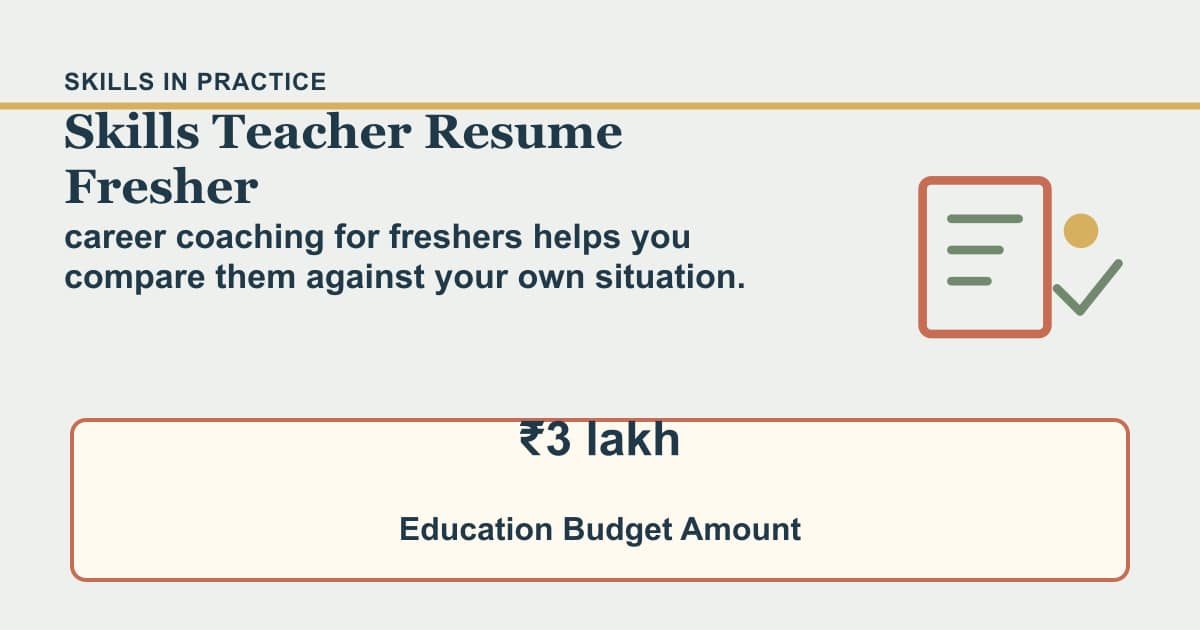 SKILLS IN PRACTICE
Skills Teacher Resume
Fresher
career coaching for freshers helps you
compare them against your own situation.
₹3 lakh
Education Budget Amount